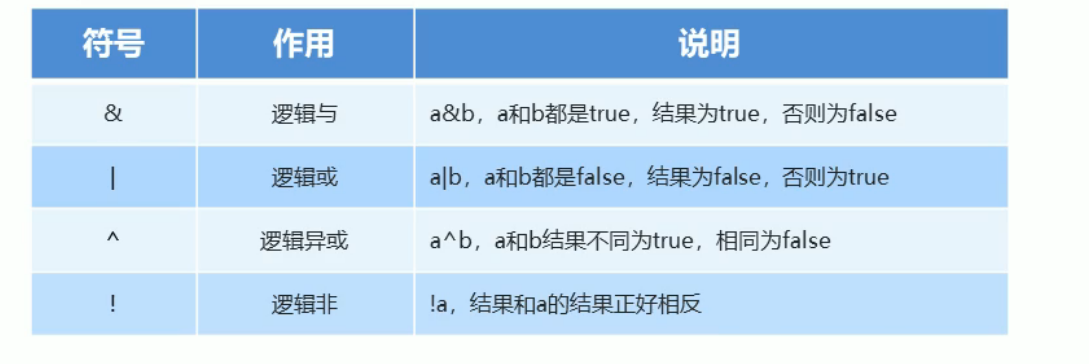 符号 作用 说明
& 逻辑与 a&b，a和b都是true，结果为true，否则为false
| 逻辑或 a|b，a和b都是false，结果为false，否则为true
^ 逻辑异或 a^b，a和b结果不同为true，相同为false
! 逻辑非 !a，结果和a的结果正好相反